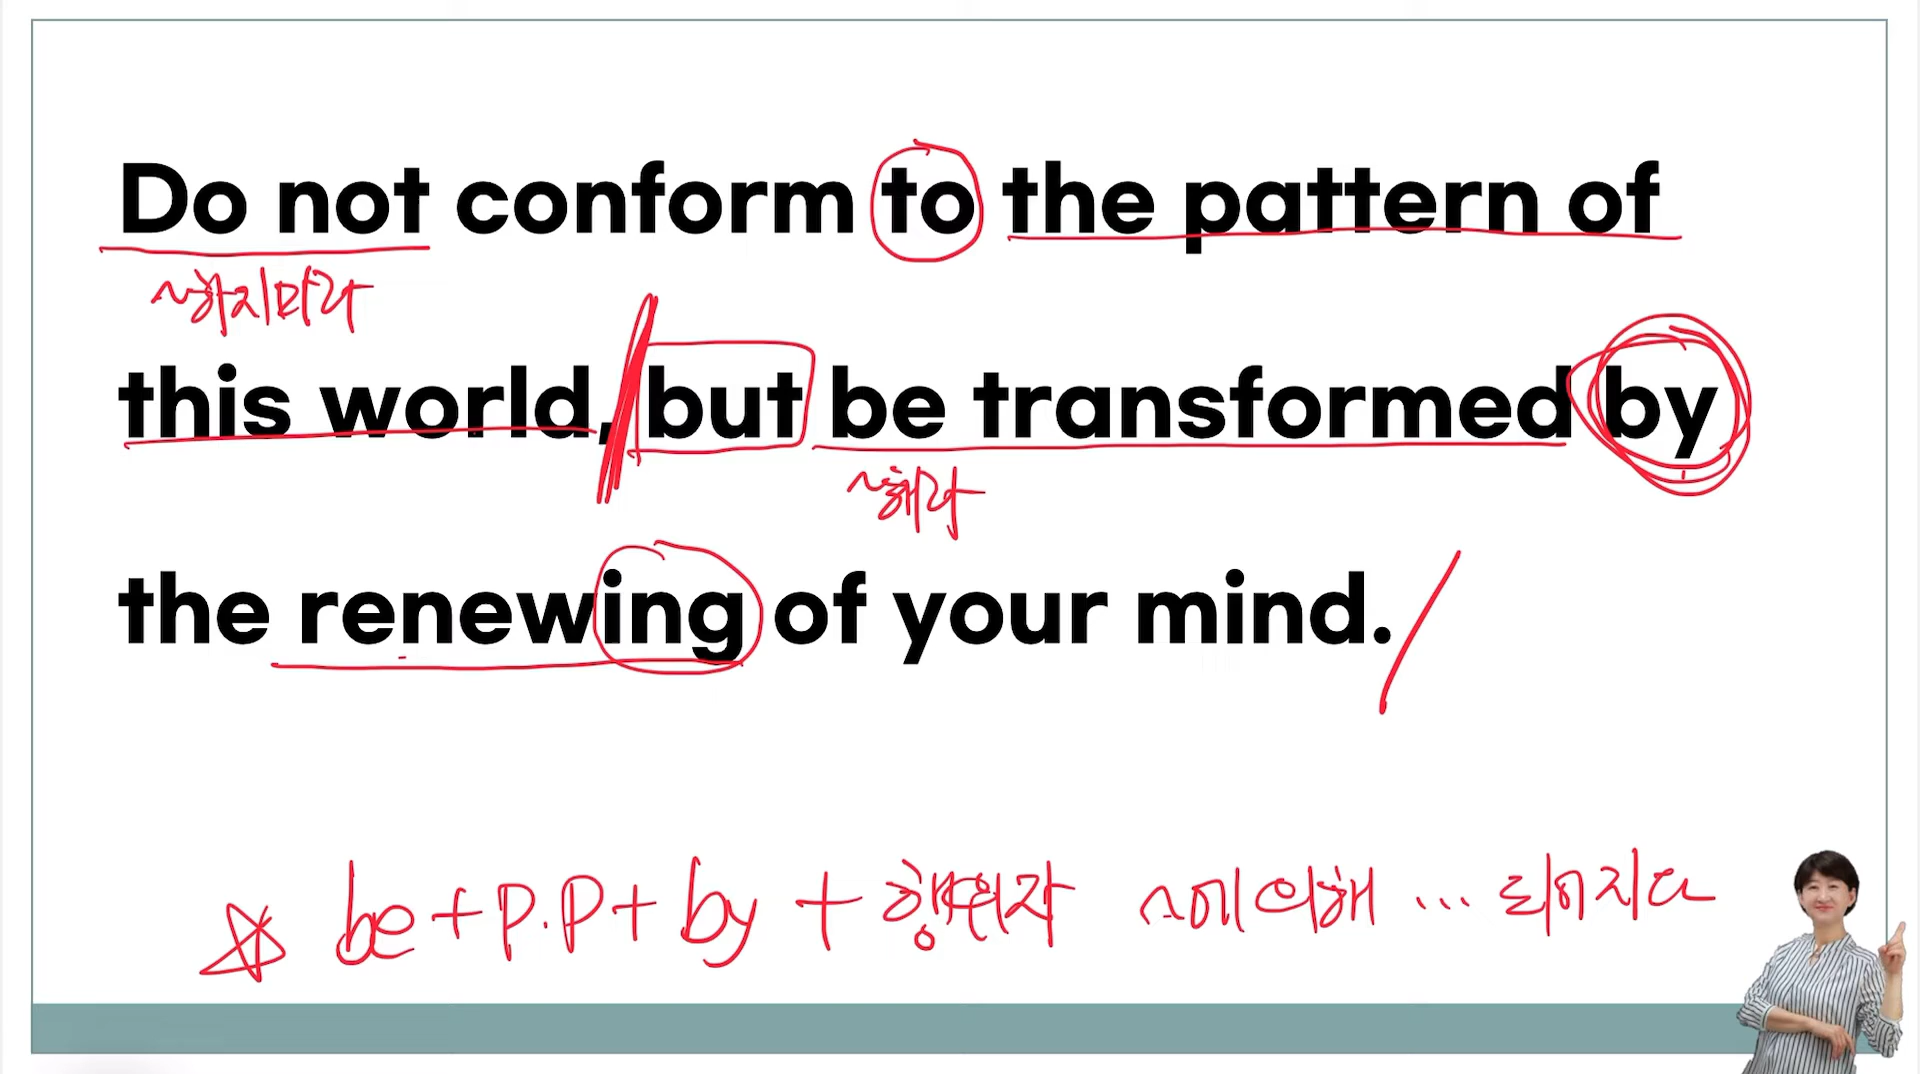 Do not conform to the pattern of
~하지마라
this world, but be transformed by
~해라
the renewing of your mind.
☆ be+P.P+ by + 행위자 ~에 의해 ... 되어지다